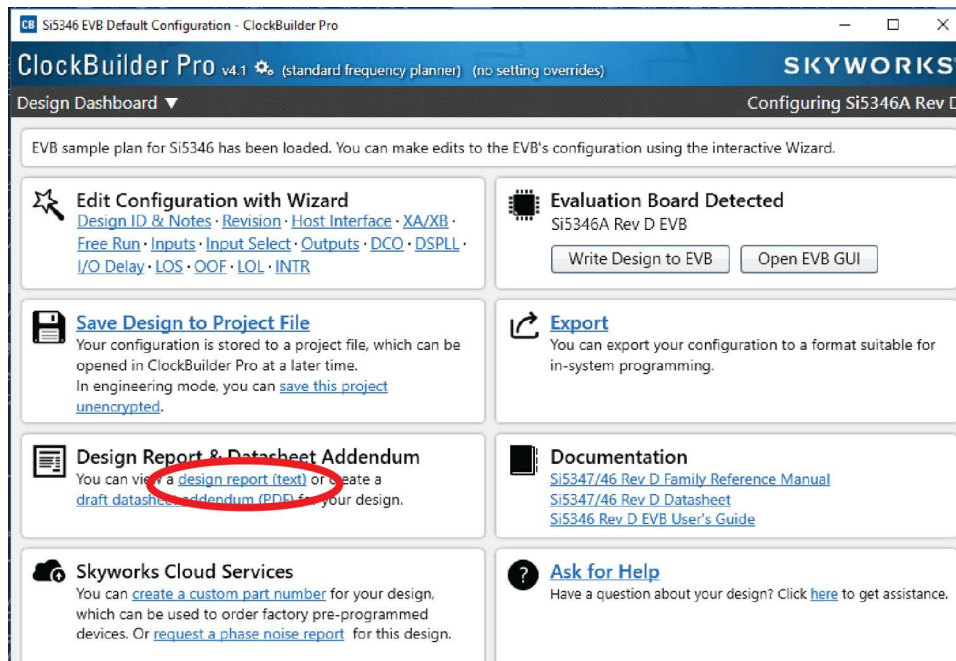 CB Si5346 EVB Default Configuration - ClockBuilder Pro
ClockBuilder Pro v4.1 (standard frequency planner) (no setting overrides)
SKYWORKS
Design Dashboard ▼
Configuring Si5346A Rev D
EVB sample plan for Si5346 has been loaded. You can make edits to the EVB's configuration using the interactive Wizard.
Edit Configuration with Wizard
Design ID & Notes · Revision · Host Interface · XA/XB ·
Free Run · Inputs · Input Select · Outputs · DCO · DSPLL ·
I/O Delay · LOS · OOF · LOL · INTR
Evaluation Board Detected
Si5346A Rev D EVB
Write Design to EVB
Open EVB GUI
Save Design to Project File
Your configuration is stored to a project file, which can be
opened in ClockBuilder Pro at a later time.
In engineering mode, you can save this project
unencrypted.
Export
You can export your configuration to a format suitable for
in-system programming.
Design Report & Datasheet Addendum
You can view a design report (text) or create a
draft datasheet addendum (PDF) for your design.
Documentation
Si5347/46 Rev D Family Reference Manual
Si5347/46 Rev D Datasheet
Si5346 Rev D EVB User's Guide
Skyworks Cloud Services
You can create a custom part number for your design,
which can be used to order factory pre-programmed
devices. Or request a phase noise report for this design.
? Ask for Help
Have a question about your design? Click here to get assistance.